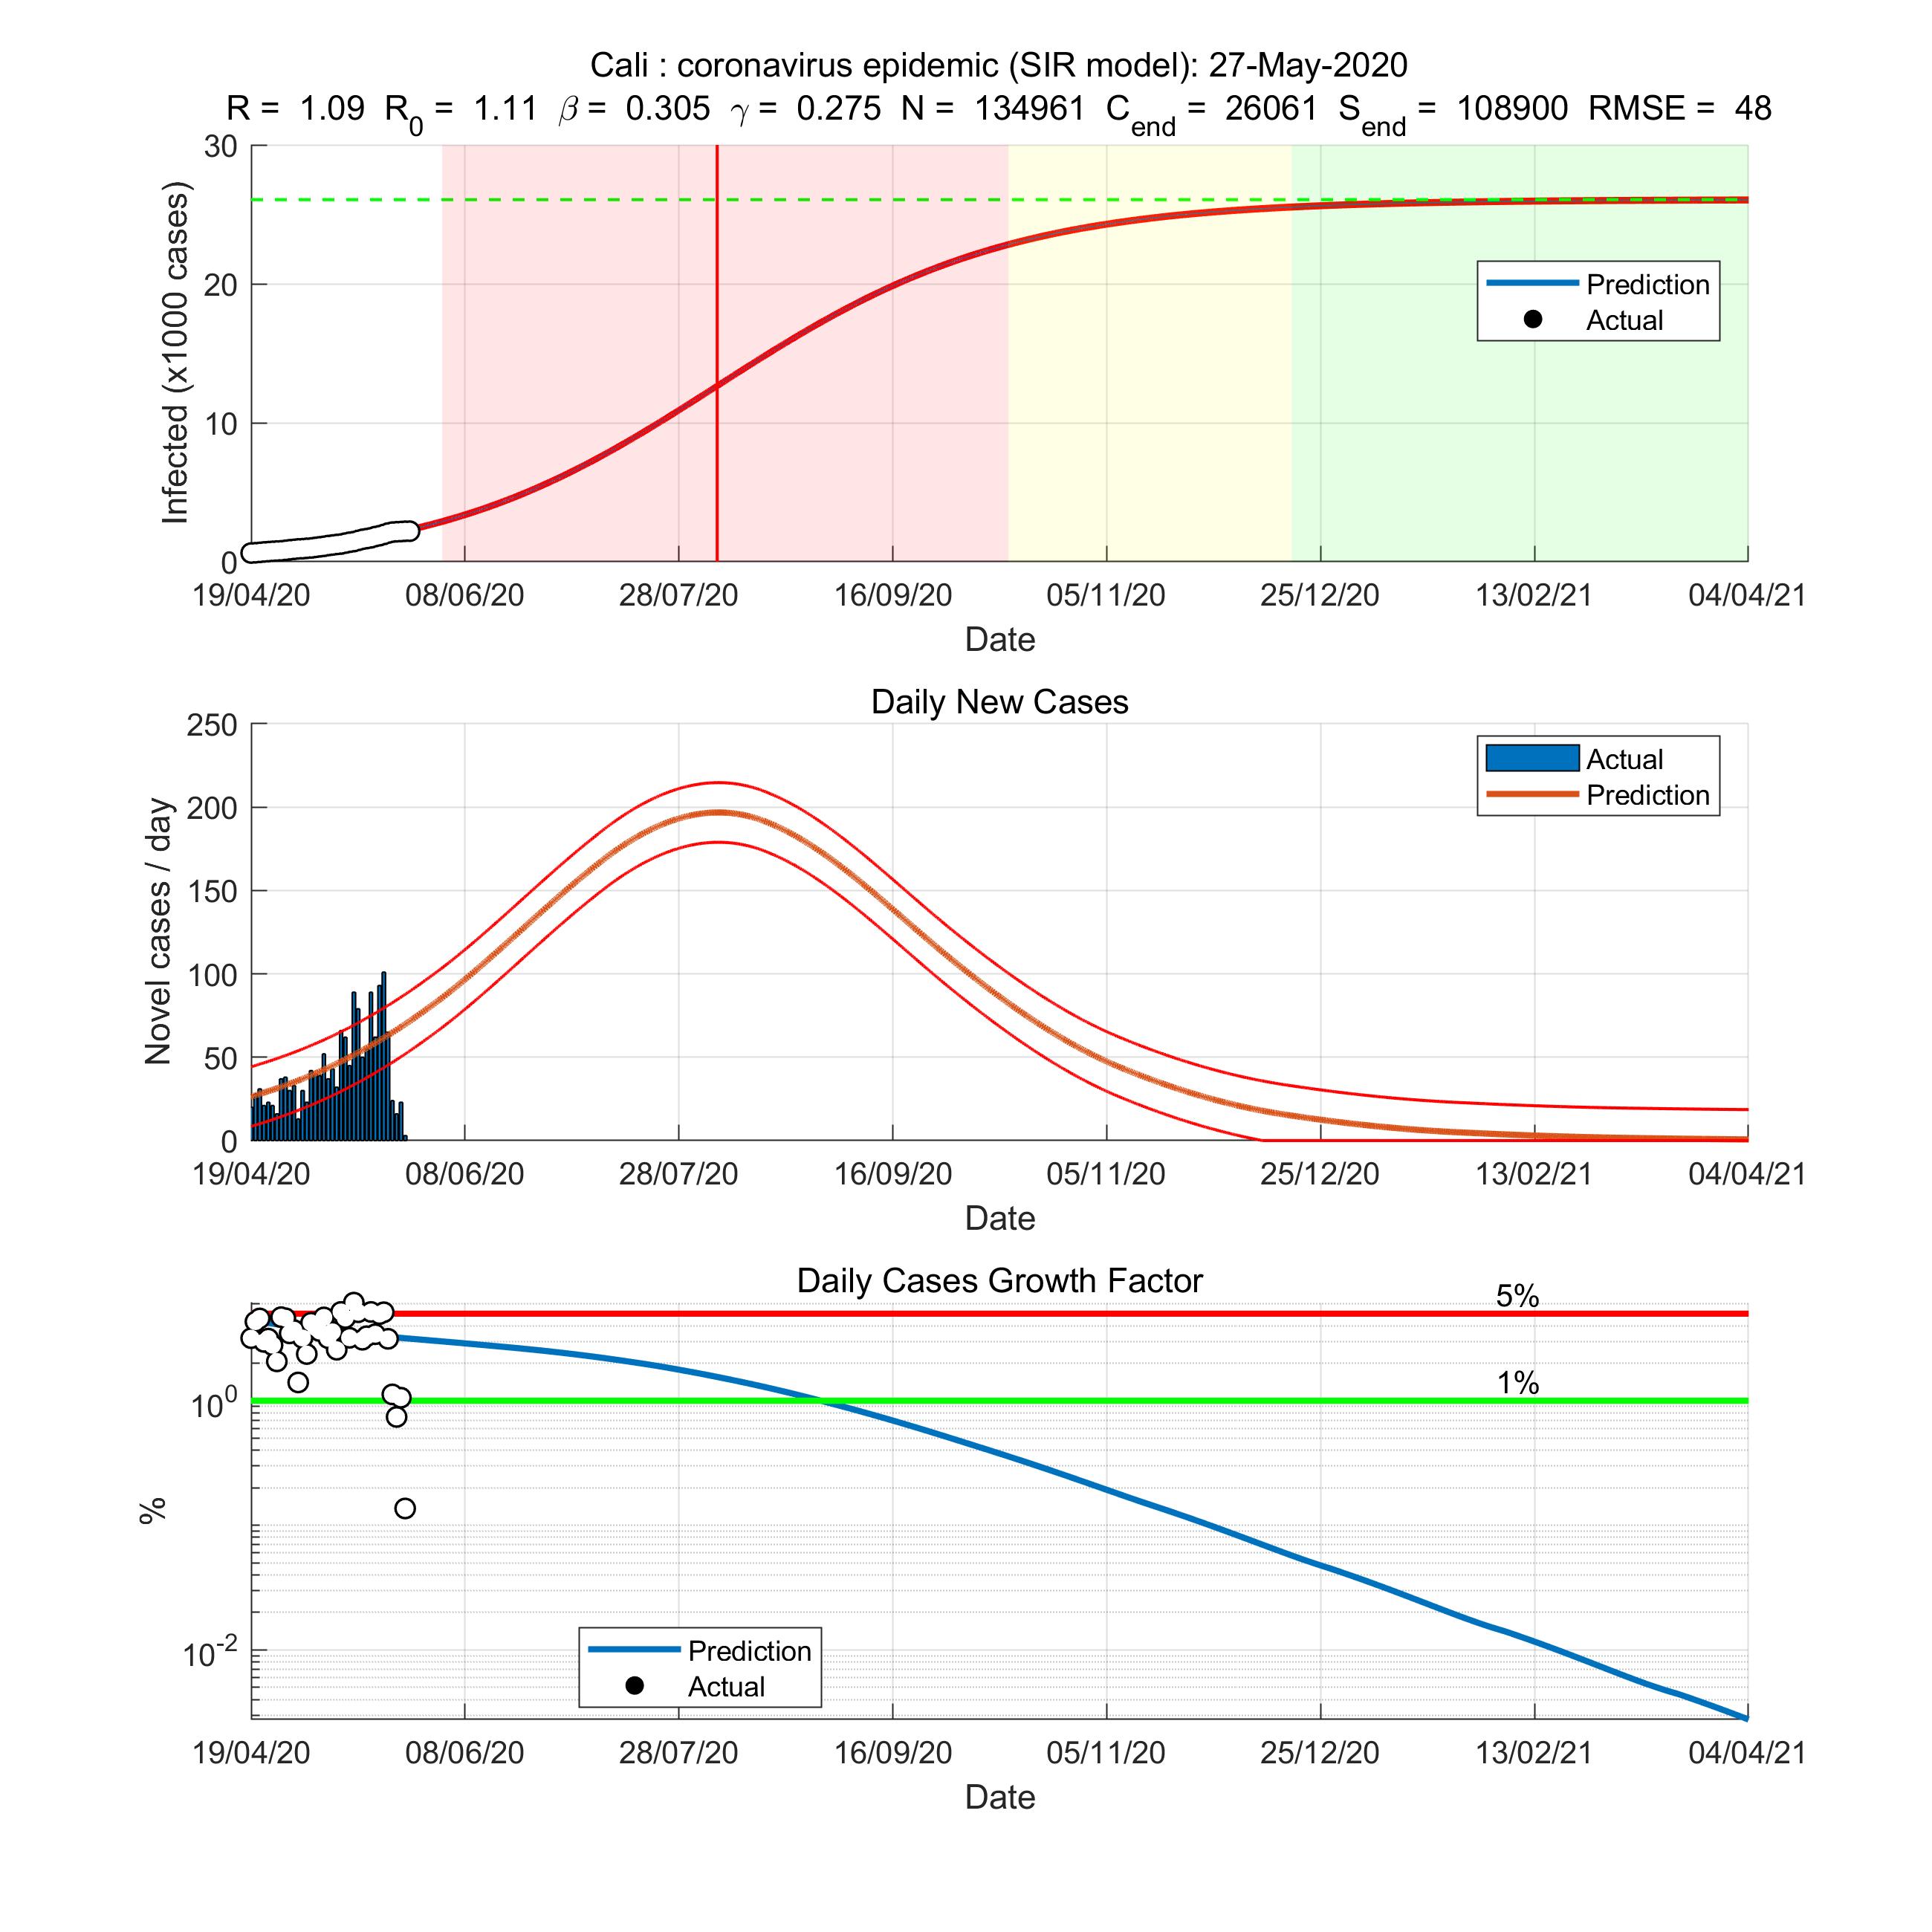 Cali : coronavirus epidemic (SIR model): 27-May-2020
R = 1.09 R0 = 1.11 β = 0.305 γ = 0.275 N = 134961 Cend = 26061 Send = 108900 RMSE = 48
30
20
10
0
Infected (x1000 cases)
Prediction
Actual
19/04/20 08/06/20 28/07/20 16/09/20 05/11/20 25/12/20 13/02/21 04/04/21
Date
Daily New Cases
250
200
150
100
50
0
Novel cases / day
Actual
Prediction
19/04/20 08/06/20 28/07/20 16/09/20 05/11/20 25/12/20 13/02/21 04/04/21
Date
Daily Cases Growth Factor
5%
1%
10^0
10^-2
%
Prediction
Actual
19/04/20 08/06/20 28/07/20 16/09/20 05/11/20 25/12/20 13/02/21 04/04/21
Date